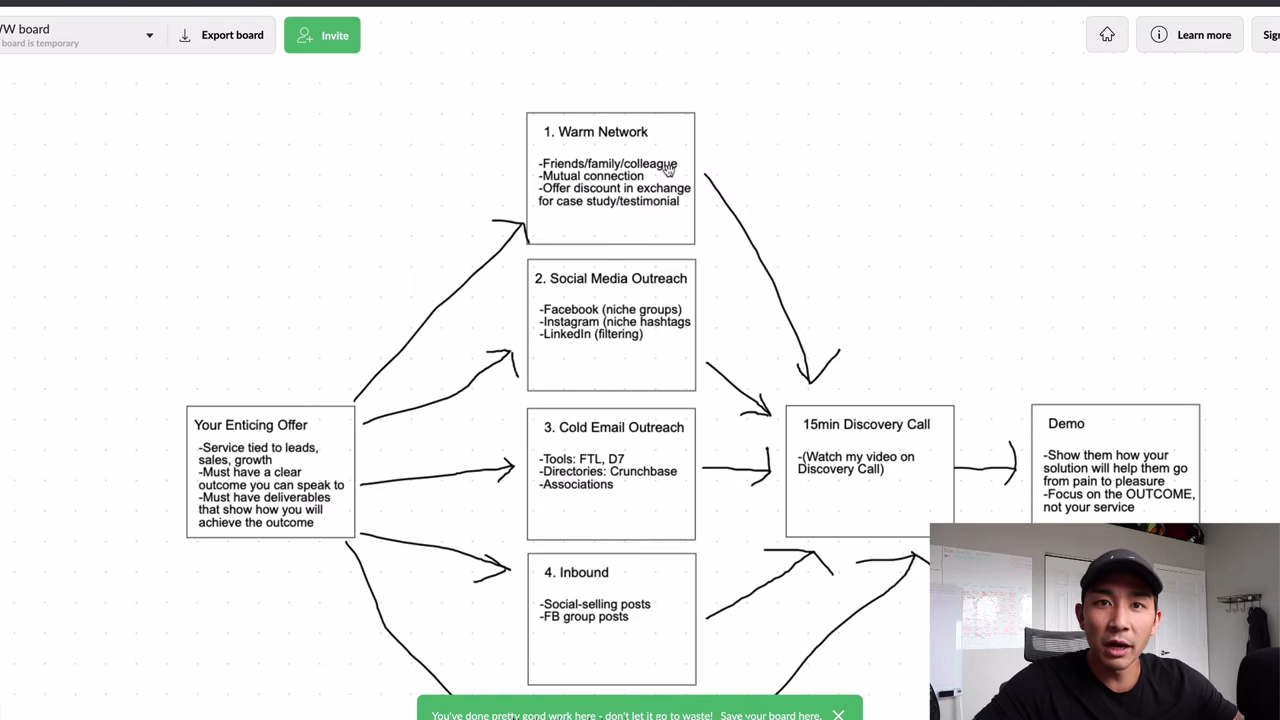 W board
board is temporary
Export board
Invite
Learn more
1. Warm Network
-Friends/family/colleague
-Mutual connection
-Offer discount in exchange
for case study/testimonial
2. Social Media Outreach
-Facebook (niche groups)
-Instagram (niche hashtags
-LinkedIn (filtering)
Your Enticing Offer
-Service tied to leads,
sales, growth
-Must have a clear
outcome you can speak to
-Must have deliverables
that show how you will
achieve the outcome
3. Cold Email Outreach
-Tools: FTL, D7
-Directories: Crunchbase
-Associations
15min Discovery Call
-(Watch my video on
Discovery Call)
Demo
-Show them how your
solution will help them go
from pain to pleasure
-Focus on the OUTCOME,
not your service
4. Inbound
-Social-selling posts
-FB group posts
You've done pretty good work here - don't let it go to waste! Save your board here.